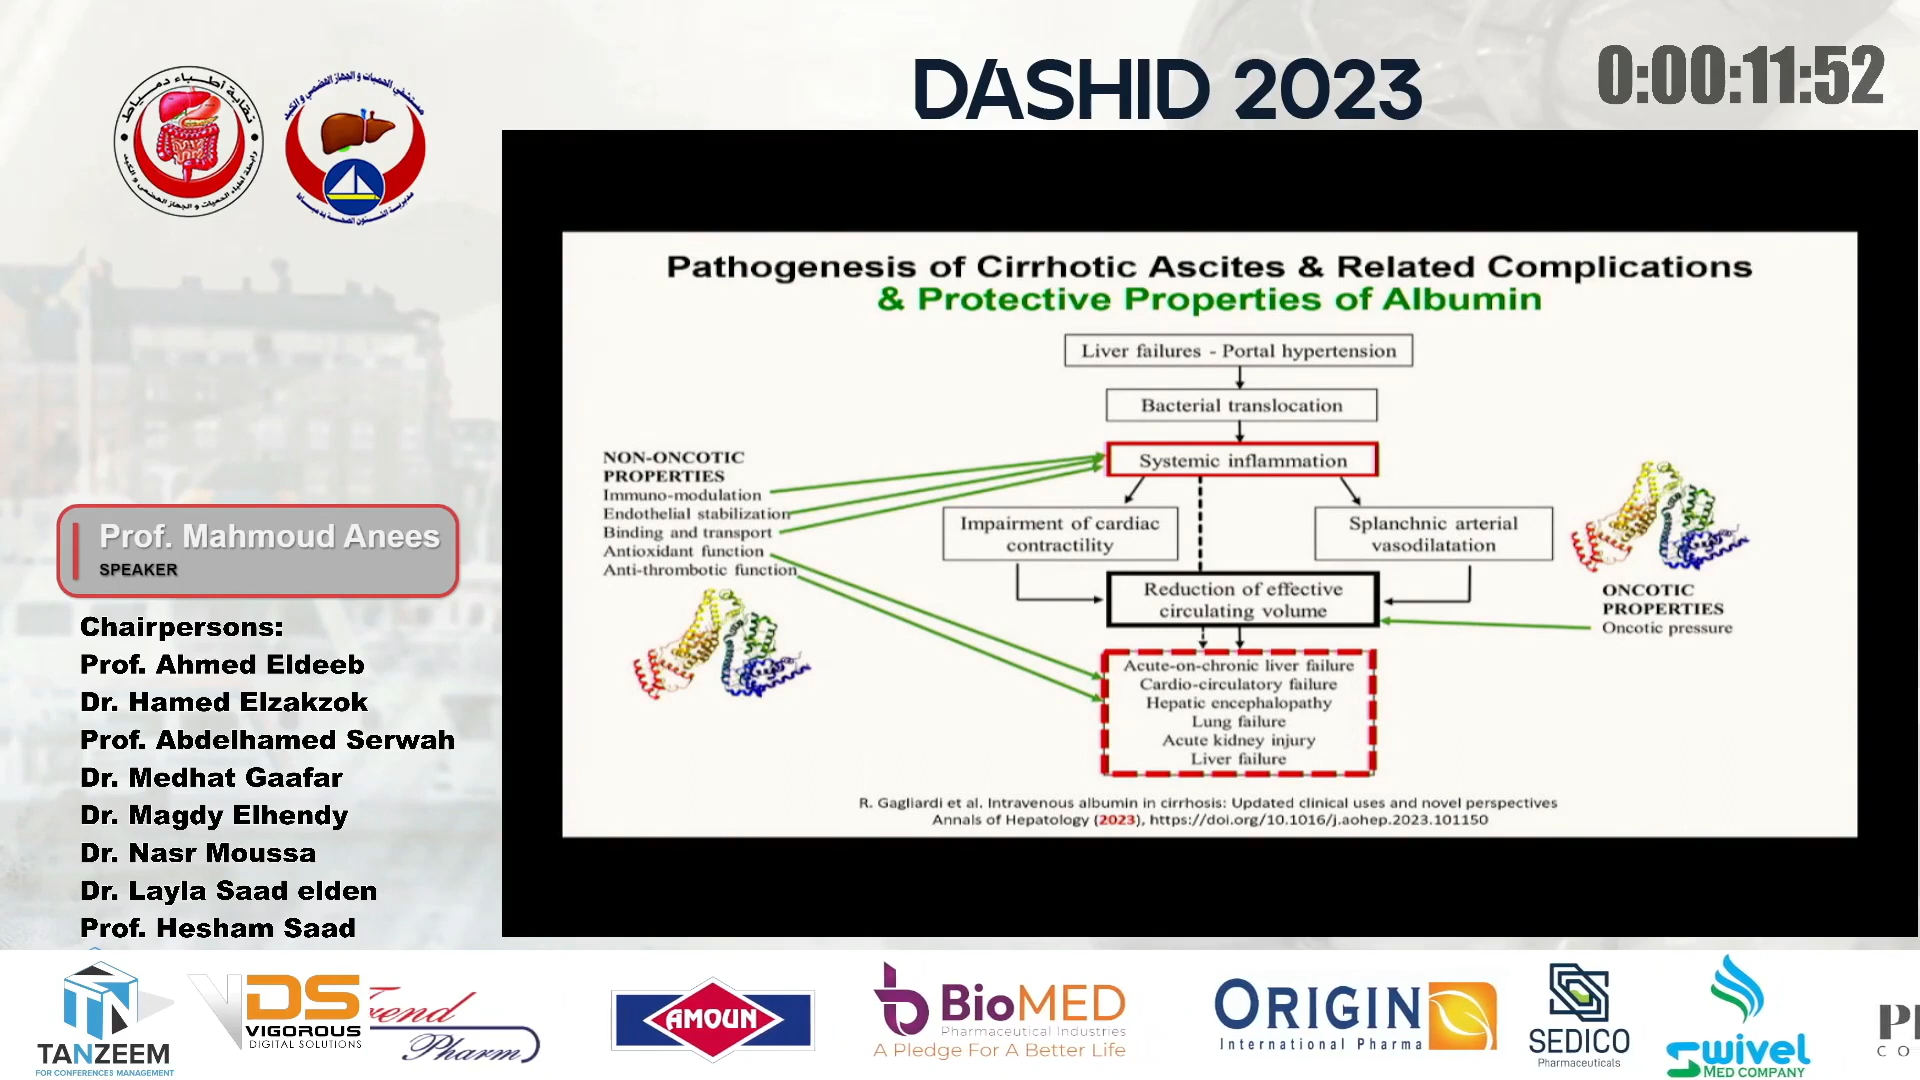 DASHID 2023
0:00:11:52
Pathogenesis of Cirrhotic Ascites & Related Complications
& Protective Properties of Albumin
Liver failures - Portal hypertension
Bacterial translocation
Systemic inflammation
NON-ONCOTIC
PROPERTIES
Immuno-modulation
Endothelial stabilization
Binding and transport
Antioxidant function
Anti-thrombotic function
Impairment of cardiac
contractility
Splanchnic arterial
vasodilatation
Reduction of effective
circulating volume
ONCOTIC
PROPERTIES
Oncotic pressure
Acute-on-chronic liver failure
Cardio-circulatory failure
Hepatic encephalopathy
Lung failure
Acute kidney injury
Liver failure
R. Gagliardi et al. Intravenous albumin in cirrhosis: Updated clinical uses and novel perspectives
Annals of Hepatology (2023), https://doi.org/10.1016/j.aohep.2023.101150
Prof. Mahmoud Anees
SPEAKER
Chairpersons:
Prof. Ahmed Eldeeb
Dr. Hamed Elzakzok
Prof. Abdelhamed Serwah
Dr. Medhat Gaafar
Dr. Magdy Elhendy
Dr. Nasr Moussa
Dr. Layla Saad elden
Prof. Hesham Saad
TANZEEM
FOR CONFERENCES MANAGEMENT
VDS
VIGOROUS
DIGITAL SOLUTIONS
Trend
Pharm
AMOUN
BioMED
Pharmaceutical Industries
A Pledge For A Better Life
ORIGIN
International Pharma
SEDICO
Pharmaceuticals
Swivel
MED COMPANY